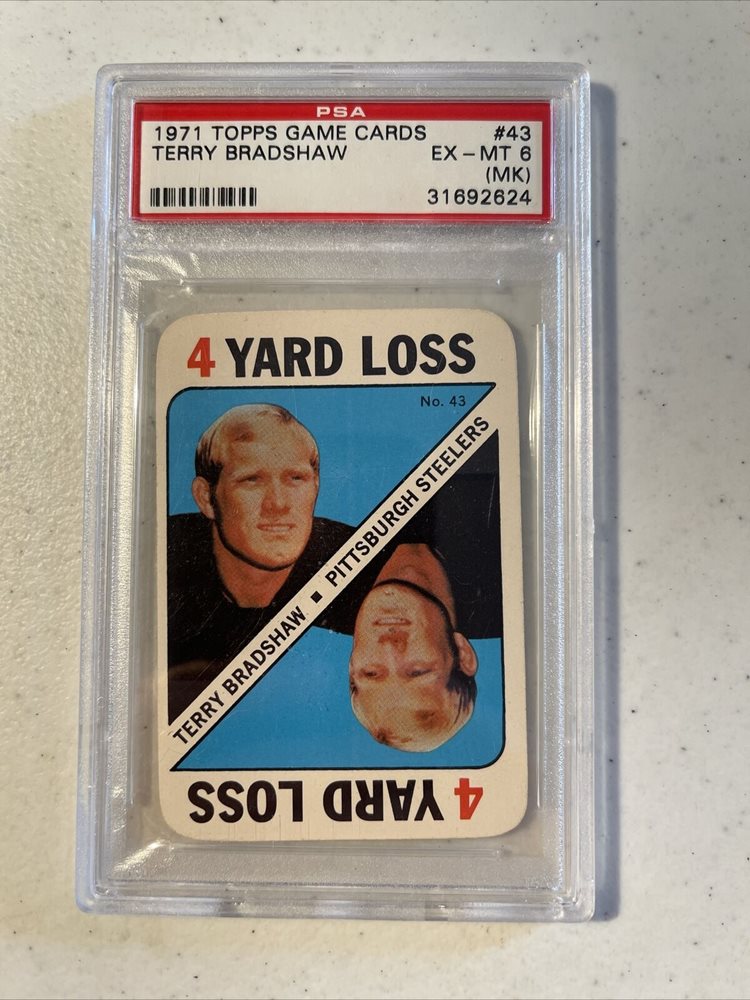 PSA
1971 TOPPS GAME CARDS #43
TERRY BRADSHAW EX-MT 6
(MK)
31692624
4 YARD LOSS
No. 43
TERRY BRADSHAW ■ PITTSBURGH STEELERS
4 YARD LOSS